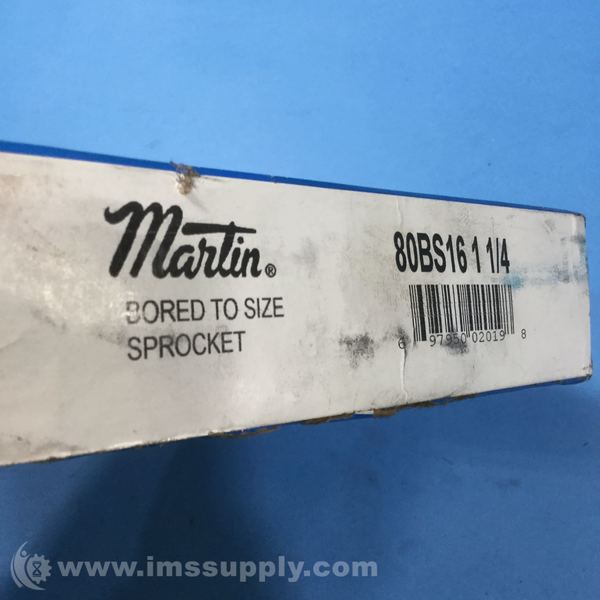 Martin®
BORED TO SIZE
SPROCKET
80BS16 1 1/4
6 97950 02019 8
www.imssupply.com